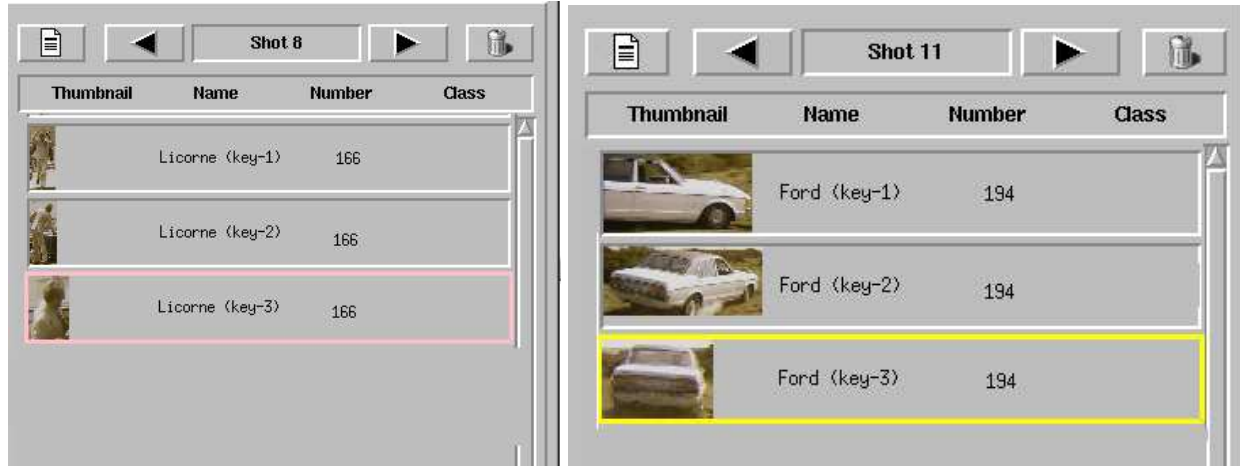 Shot 8
Thumbnail Name Number Class
Licorne (key-1) 166
Licorne (key-2) 166
Licorne (key-3) 166
Shot 11
Thumbnail Name Number Class
Ford (key-1) 194
Ford (key-2) 194
Ford (key-3) 194